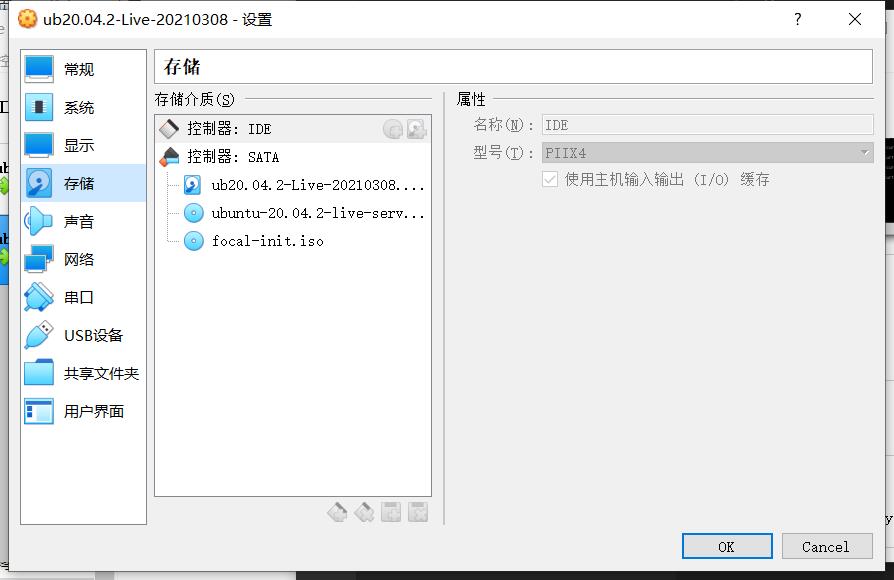 ub20.04.2-Live-20210308 - 设置
常规
系统
显示
存储
声音
网络
串口
USB设备
共享文件夹
用户界面
存储
存储介质(S)
控制器: IDE
控制器: SATA
ub20.04.2-Live-20210308....
ubuntu-20.04.2-live-serv...
focal-init.iso
属性
名称(N): IDE
型号(T): PIIX4
使用主机输入输出 (I/O) 缓存
OK
Cancel